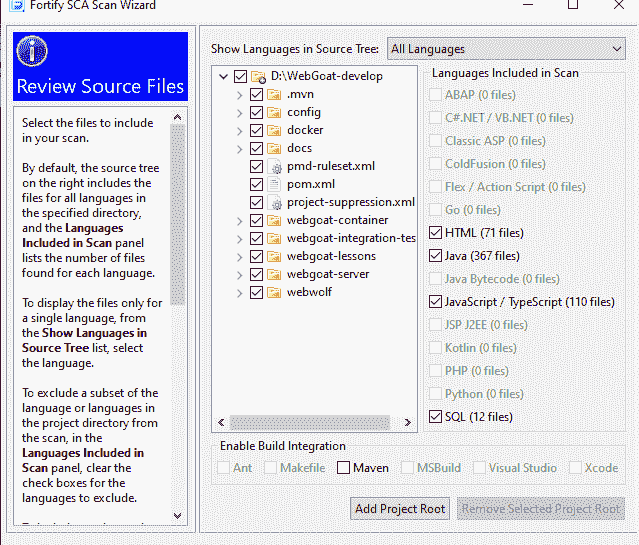 Fortify SCA Scan Wizard
Review Source Files
Select the files to include
in your scan.
By default, the source tree
on the right includes the
files for all languages in
the specified directory,
and the Languages
Included in Scan panel
lists the number of files
found for each language.
To display the files only for
a single language, from
the Show Languages in
Source Tree list, select
the language.
To exclude a subset of the
language or languages in
the project directory from
the scan, in the
Languages Included in
Scan panel, clear the
check boxes for the
languages to exclude.
Show Languages in Source Tree:
All Languages
D:\WebGoat-develop
.mvn
config
docker
docs
pmd-ruleset.xml
pom.xml
project-suppression.xml
webgoat-container
webgoat-integration-tes
webgoat-lessons
webgoat-server
webwolf
Languages Included in Scan
ABAP (0 files)
C#.NET / VB.NET (0 files)
Classic ASP (0 files)
ColdFusion (0 files)
Flex / Action Script (0 files)
Go (0 files)
HTML (71 files)
Java (367 files)
Java Bytecode (0 files)
JavaScript / TypeScript (110 files)
JSP J2EE (0 files)
Kotlin (0 files)
PHP (0 files)
Python (0 files)
SQL (12 files)
Enable Build Integration
Ant
Makefile
Maven
MSBuild
Visual Studio
Xcode
Add Project Root
Remove Selected Project Root